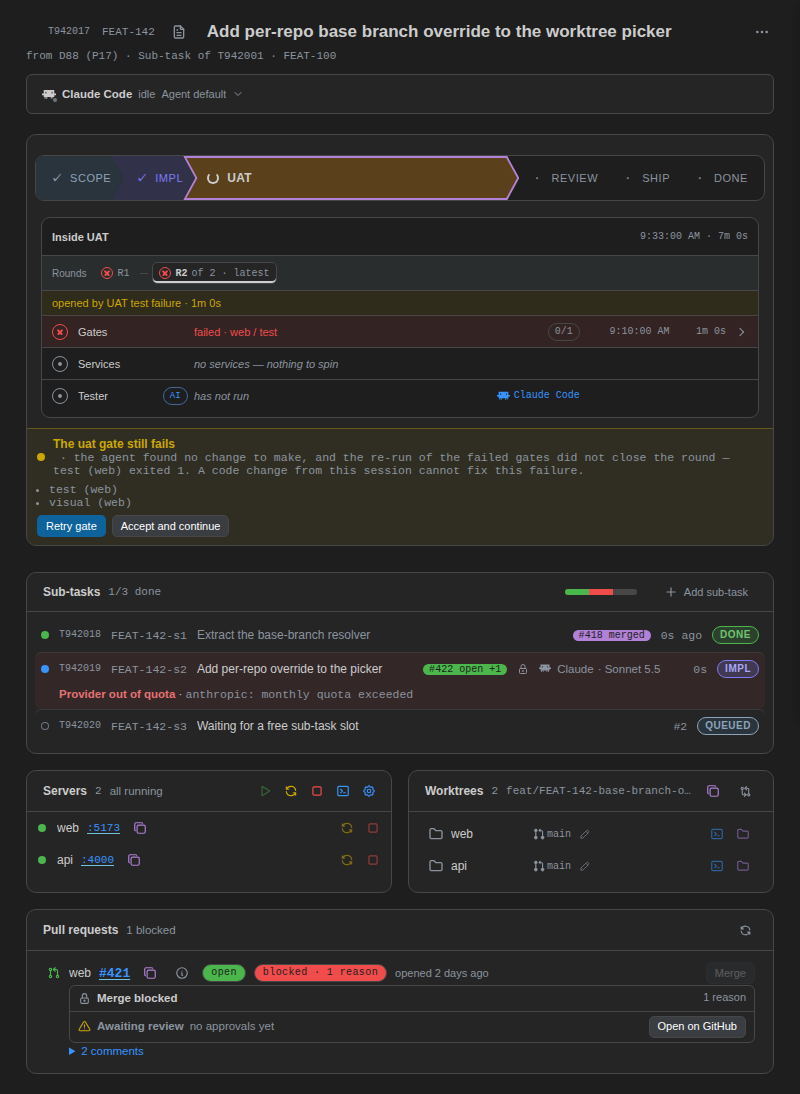 T942017 FEAT-142 Add per-repo base branch override to the worktree picker
from D88 (P17) · Sub-task of T942001 · FEAT-100
Claude Code idle Agent default
SCOPE IMPL UAT REVIEW SHIP DONE
Inside UAT 9:33:00 AM · 7m 0s
Rounds R1 — R2 of 2 · latest
opened by UAT test failure · 1m 0s
Gates failed · web / test 0/1 9:10:00 AM 1m 0s
Services no services — nothing to spin
Tester AI has not run Claude Code
The uat gate still fails
· the agent found no change to make, and the re-run of the failed gates did not close the round —
test (web) exited 1. A code change from this session cannot fix this failure.
• test (web)
• visual (web)
Retry gate Accept and continue
Sub-tasks 1/3 done Add sub-task
T942018 FEAT-142-s1 Extract the base-branch resolver #418 merged 0s ago DONE
T942019 FEAT-142-s2 Add per-repo override to the picker #422 open +1 Claude · Sonnet 5.5 0s IMPL
Provider out of quota · anthropic: monthly quota exceeded
T942020 FEAT-142-s3 Waiting for a free sub-task slot #2 QUEUED
Servers 2 all running
web :5173
api :4000
Worktrees 2 feat/FEAT-142-base-branch-o…
web main
api main
Pull requests 1 blocked
web #421 open blocked · 1 reason opened 2 days ago Merge
Merge blocked 1 reason
Awaiting review no approvals yet Open on GitHub
2 comments